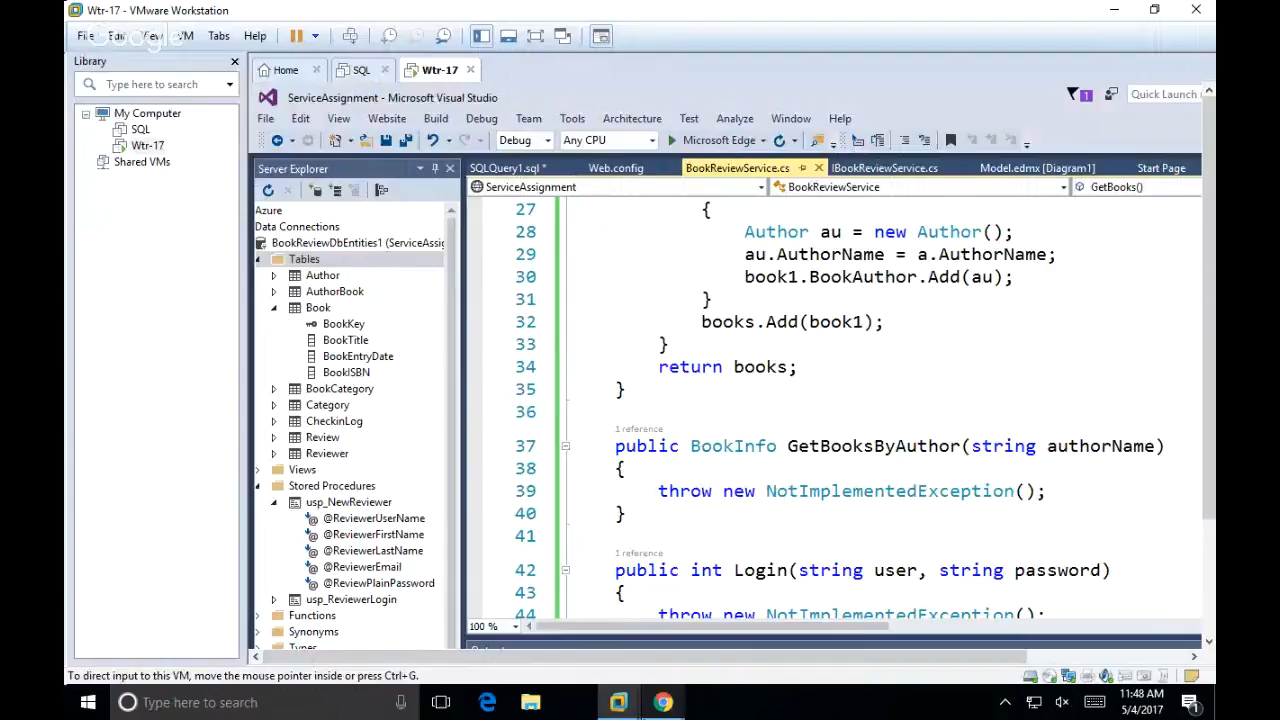 Wtr-17 - VMware Workstation
File Edit View VM Tabs Help
Google
Library
Type here to search
My Computer
SQL
Wtr-17
Shared VMs
Home SQL Wtr-17
ServiceAssignment - Microsoft Visual Studio
1 Quick Launch
File Edit View Website Build Debug Team Tools Architecture Test Analyze Window Help
Debug Any CPU Microsoft Edge
Server Explorer
Azure
Data Connections
BookReviewDbEntities1 (ServiceAssig
Tables
Author
AuthorBook
Book
BookKey
BookTitle
BookEntryDate
BookISBN
BookCategory
Category
CheckinLog
Review
Reviewer
Views
Stored Procedures
usp_NewReviewer
@ReviewerUserName
@ReviewerFirstName
@ReviewerLastName
@ReviewerEmail
@ReviewPlainPassword
usp_ReviewerLogin
Functions
Synonyms
Types
SQLQuery1.sql * Web.config BookReviewService.cs IBookReviewService.cs Model.edmx [Diagram1] Start Page
ServiceAssignment BookReviewService GetBooks()
27 {
28 Author au = new Author();
29 au.AuthorName = a.AuthorName;
30 book1.BookAuthor.Add(au);
31 }
32 books.Add(book1);
33 }
34 return books;
35 }
36
1 reference
37 public BookInfo GetBooksByAuthor(string authorName)
38 {
39 throw new NotImplementedException();
40 }
41
1 reference
42 public int Login(string user, string password)
43 {
44 throw new NotImplementedException();
100 %
To direct input to this VM, move the mouse pointer inside or press Ctrl+G.
Type here to search
11:48 AM
5/4/2017
1